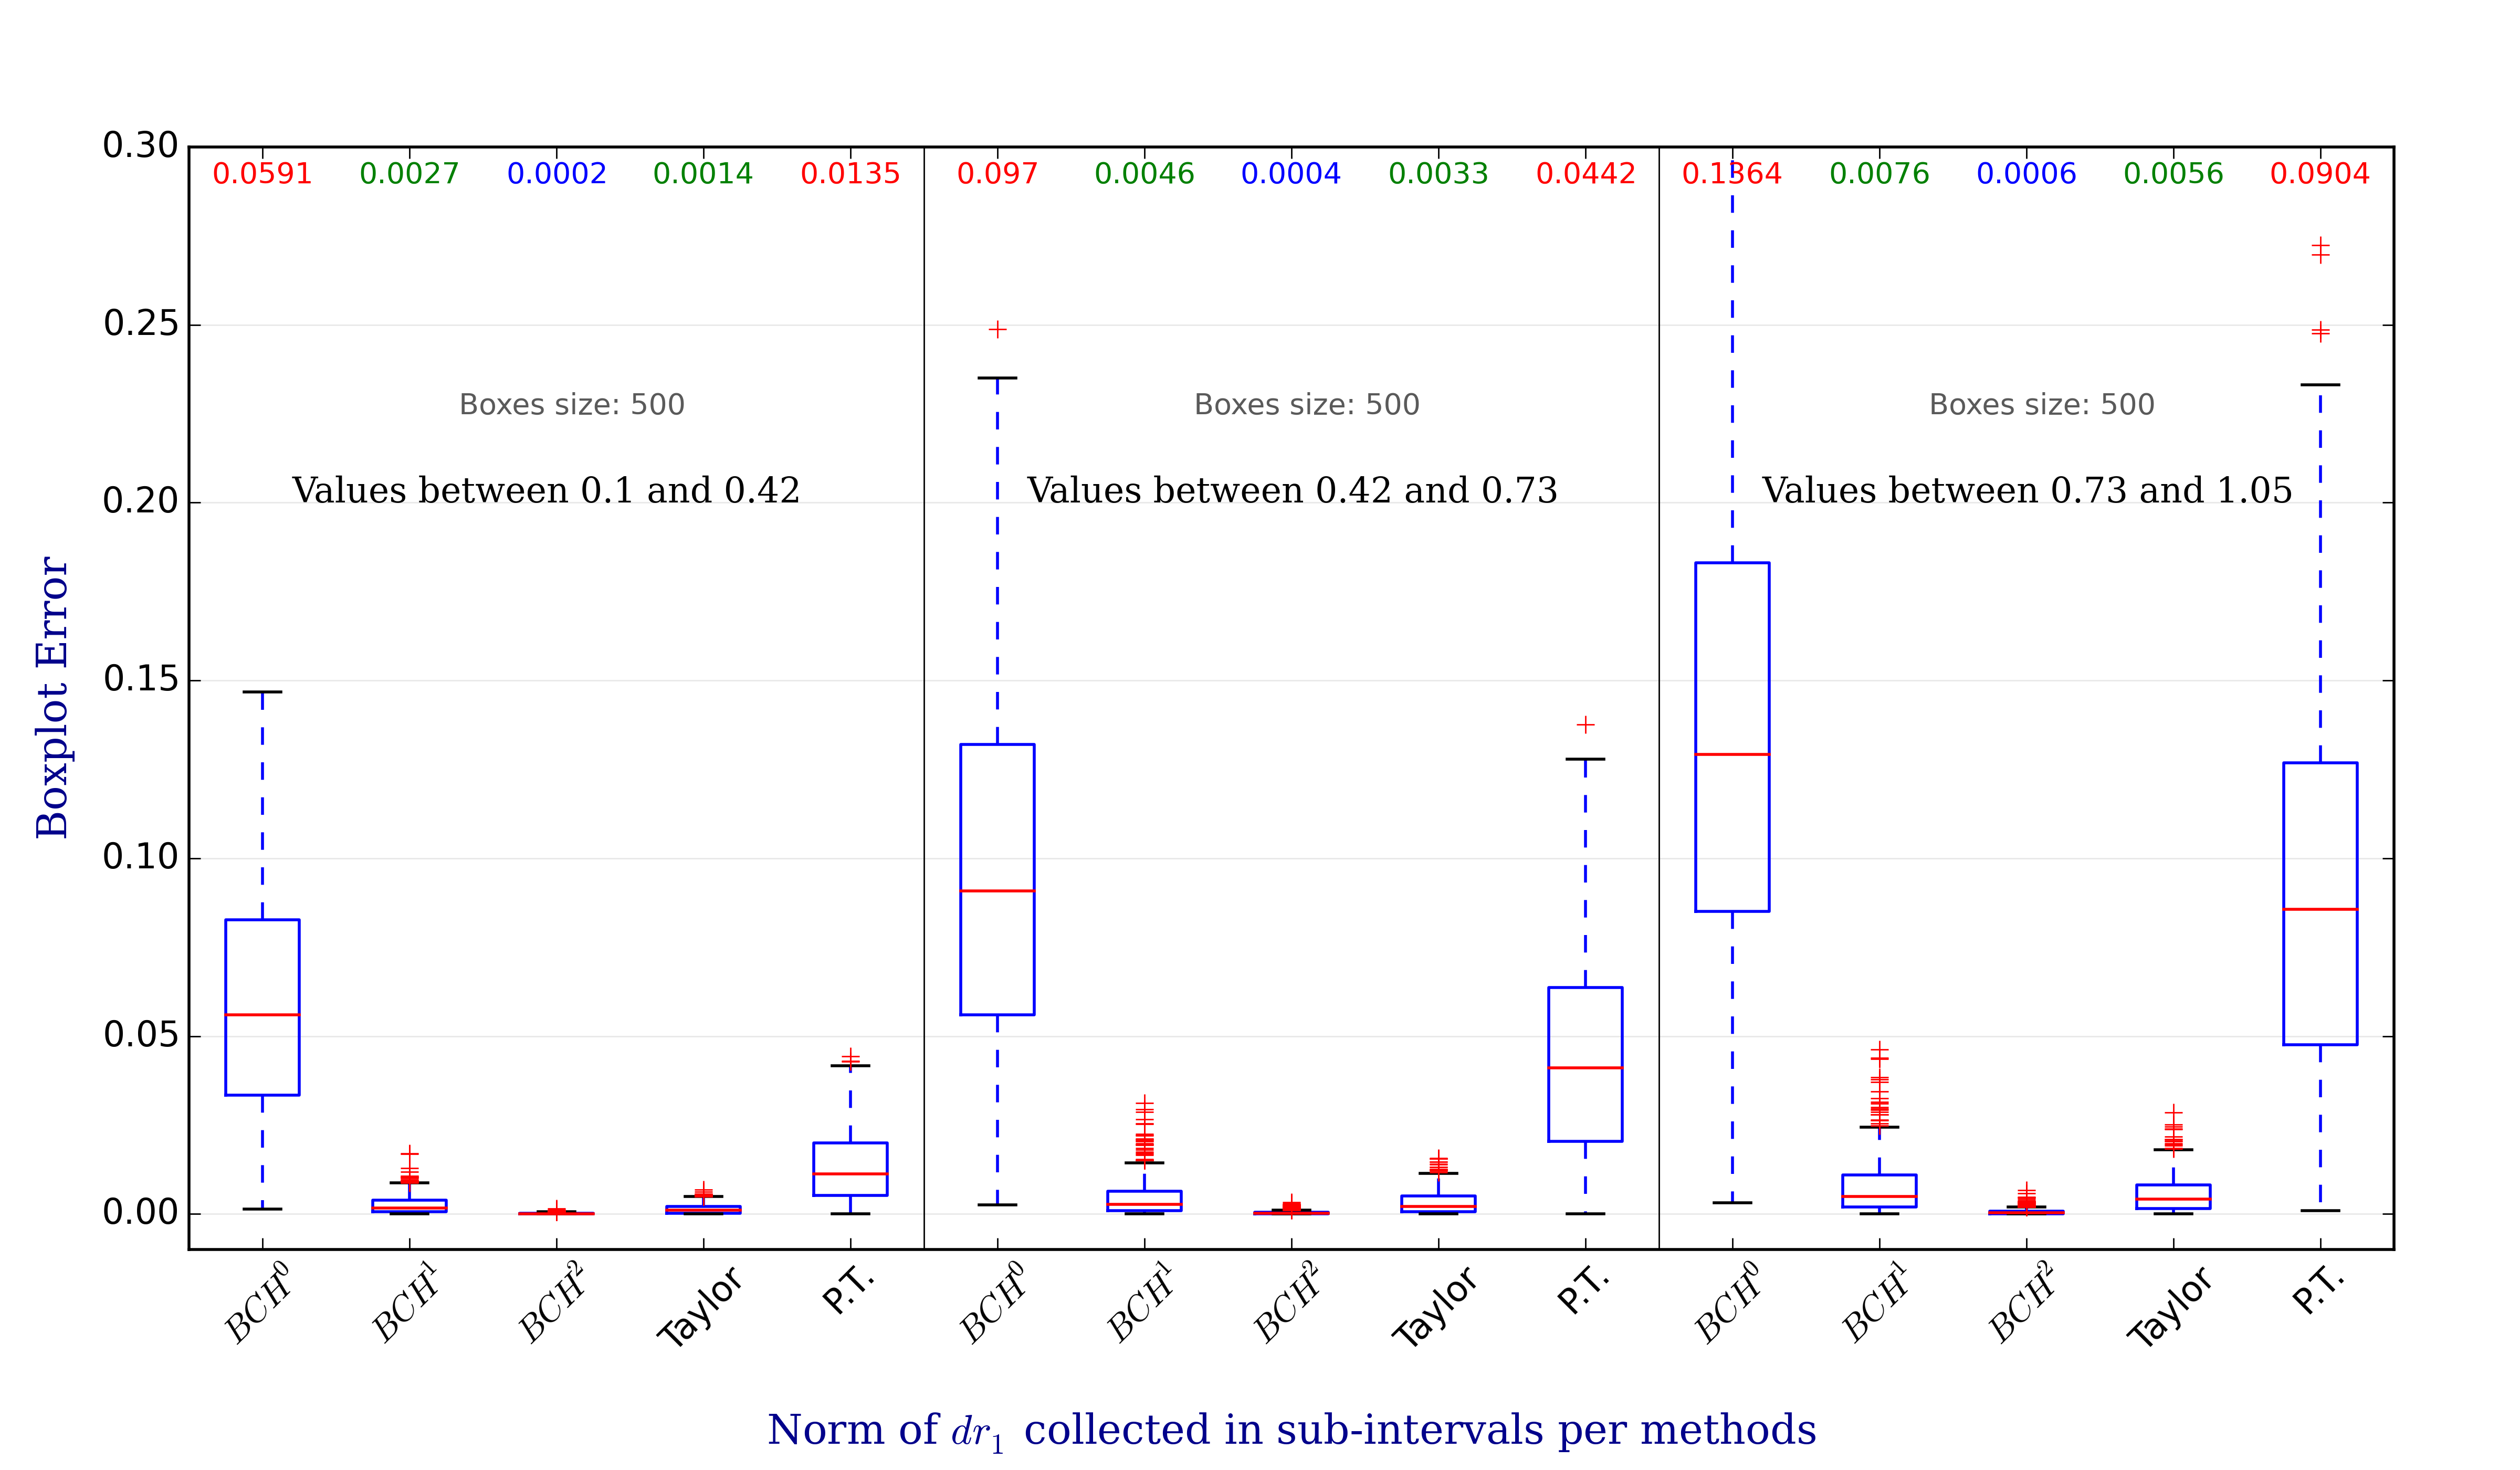 0.30
0.0591 0.0027 0.0002 0.0014 0.0135 0.097 0.0046 0.0004 0.0033 0.0442 0.1364 0.0076 0.0006 0.0056 0.0904
0.25
Boxes size: 500 Boxes size: 500 Boxes size: 500
Values between 0.1 and 0.42 Values between 0.42 and 0.73 Values between 0.73 and 1.05
0.20
0.15
0.10
0.05
0.00
Boxplot Error
BCH⁰ BCH¹ BCH² Taylor P.T. BCH⁰ BCH¹ BCH² Taylor P.T. BCH⁰ BCH¹ BCH² Taylor P.T.
Norm of dr₁ collected in sub-intervals per methods